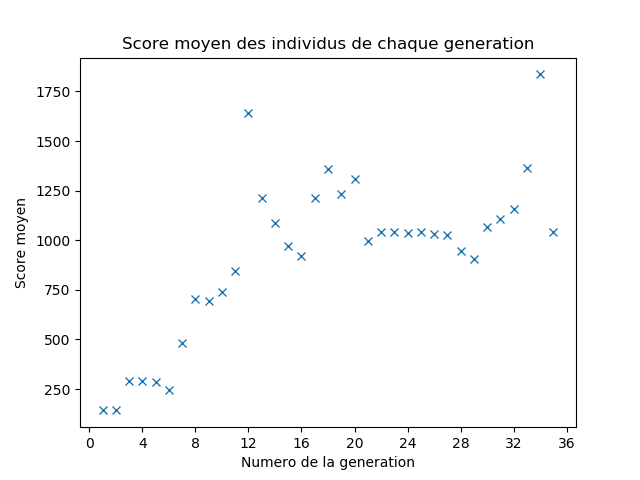 Score moyen des individus de chaque generation
Score moyen
1750
1500
1250
1000
750
500
250
0 4 8 12 16 20 24 28 32 36
Numero de la generation